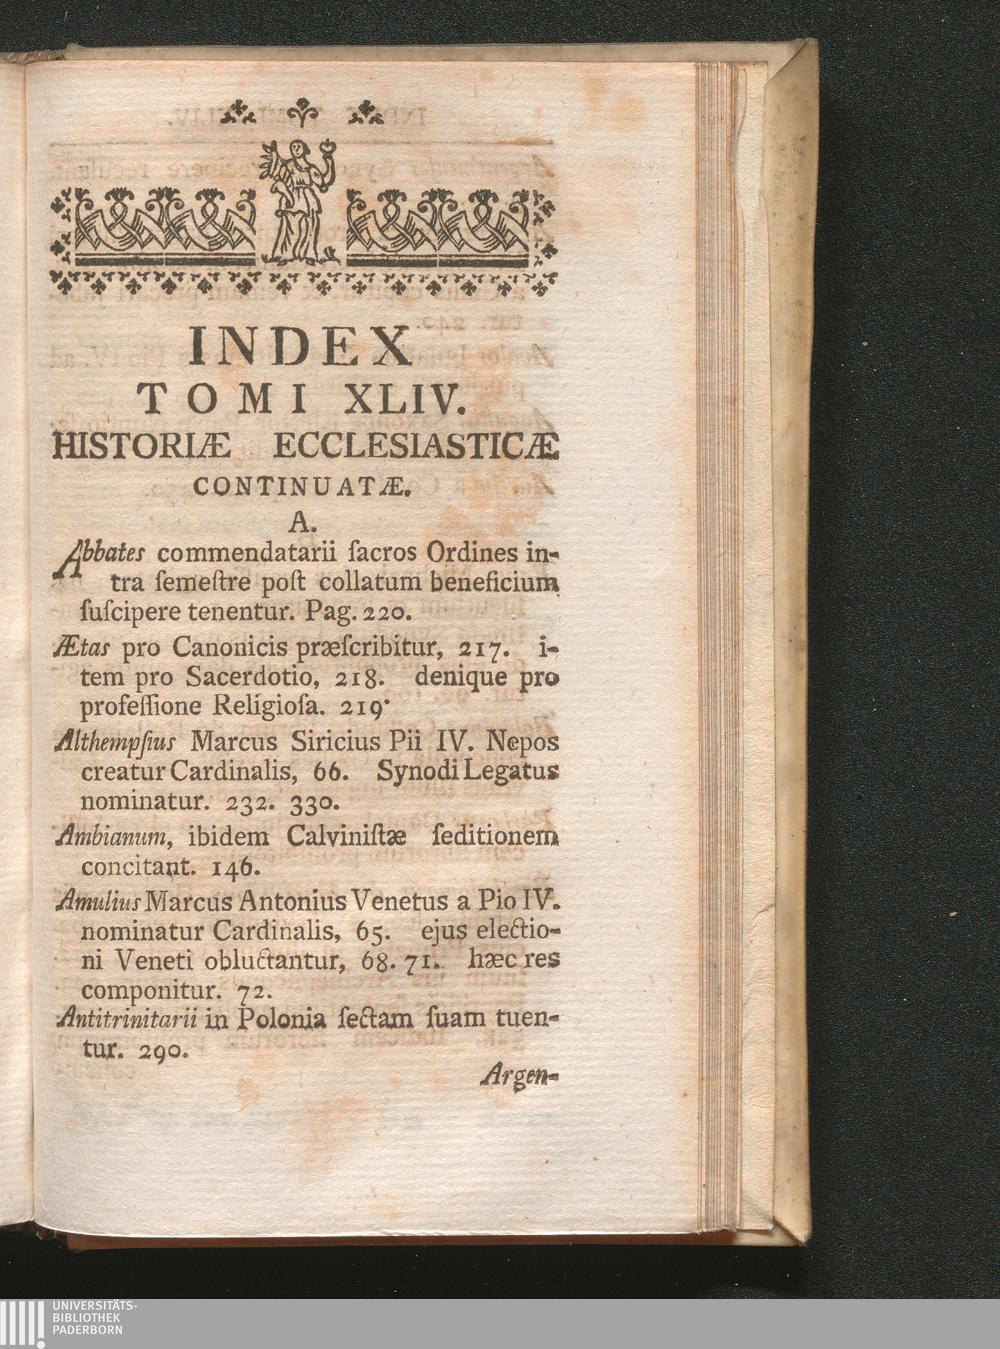 INDEX
TOMI XLIV.
HISTORIÆ ECCLESIASTICÆ
CONTINUATÆ.
A.
Abbates commendatarii ſacros Ordines in-
tra ſemeſtre poſt collatum beneficium
ſuſcipere tenentur. Pag. 220.
Ætas pro Canonicis præſcribitur, 217. i-
tem pro Sacerdotio, 218. denique pro
profeſſione Religioſa. 219.
Althempſius Marcus Siricius Pii IV. Nepos
creatur Cardinalis, 66. Synodi Legatus
nominatur. 232. 330.
Ambianum, ibidem Calviniſtæ ſeditionem
concitant. 146.
Amulius Marcus Antonius Venetus a Pio IV.
nominatur Cardinalis, 65. ejus electio-
ni Veneti obluctantur, 68. 71. hæc res
componitur. 72.
Antitrinitarii in Polonia ſectam ſuam tuen-
tur. 290.
Argen-
UNIVERSITÄTS-
BIBLIOTHEK
PADERBORN